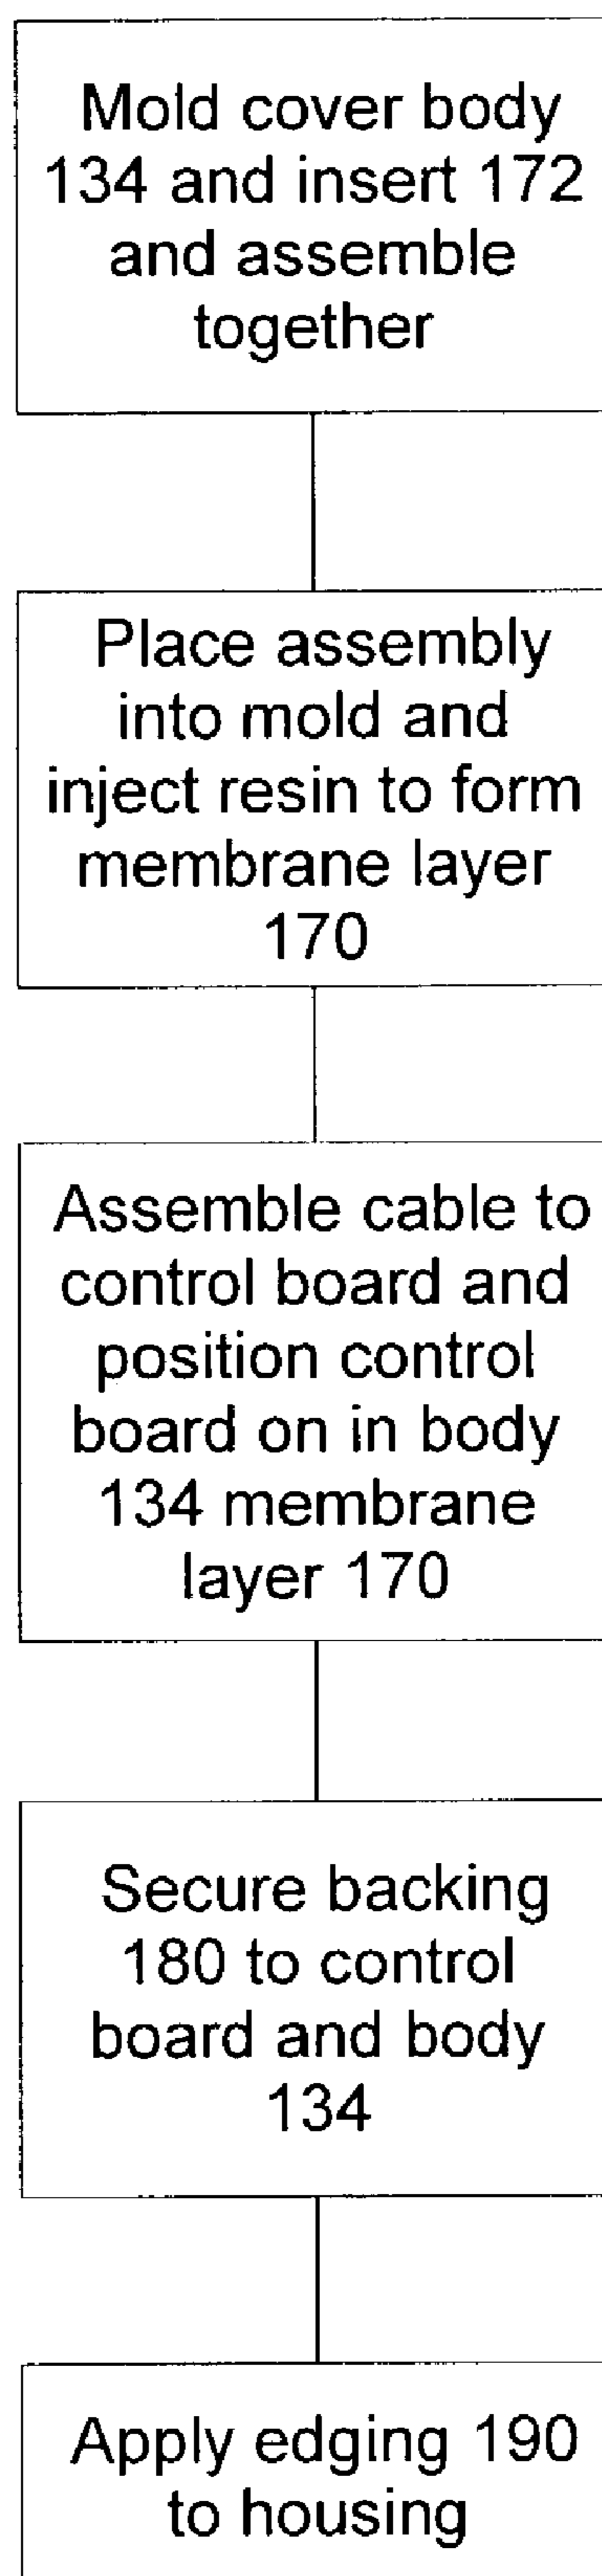 Mold cover body
134 and insert 172
and assemble
together
Place assembly
into mold and
inject resin to form
membrane layer
170
Assemble cable to
control board and
position control
board on in body
134 membrane
layer 170
Secure backing
180 to control
board and body
134
Apply edging 190
to housing